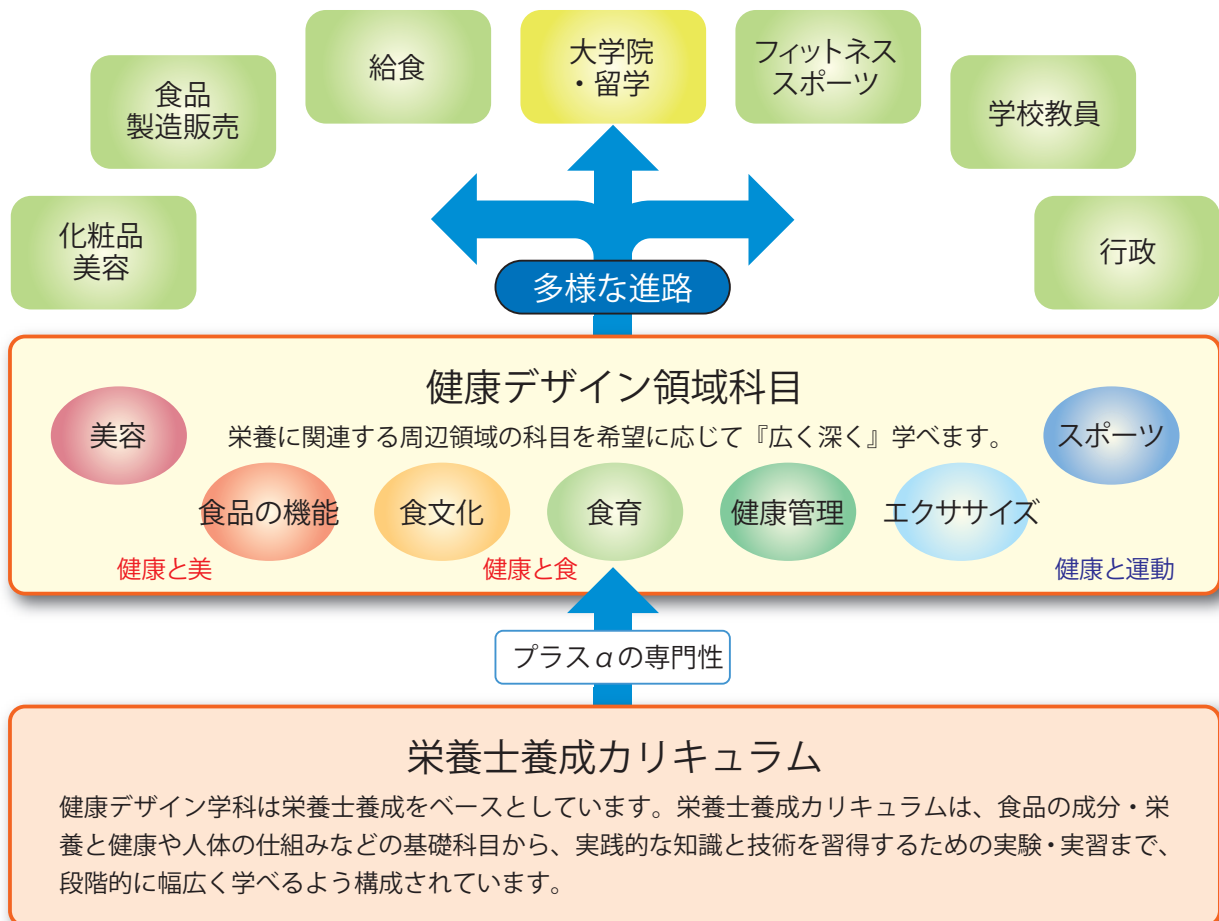 化粧品
美容
食品
製造販売
給食
大学院
・留学
フィットネス
スポーツ
学校教員
行政
多様な進路
健康デザイン領域科目
栄養に関連する周辺領域の科目を希望に応じて『広く深く』学べます。
美容
食品の機能
食文化
食育
健康管理
エクササイズ
スポーツ
健康と美
健康と食
健康と運動
プラスαの専門性
栄養士養成カリキュラム
健康デザイン学科は栄養士養成をベースとしています。栄養士養成カリキュラムは、食品の成分・栄
養と健康や人体の仕組みなどの基礎科目から、実践的な知識と技術を習得するための実験・実習まで、
段階的に幅広く学べるよう構成されています。